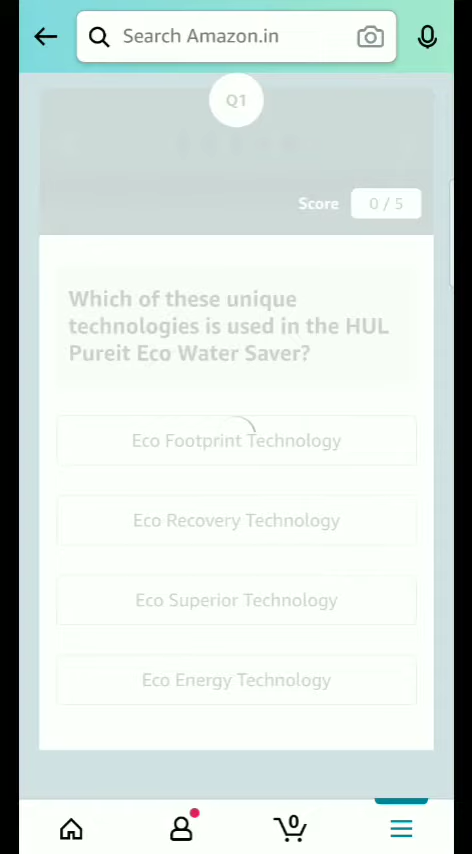 Search Amazon.in
Q1
Score 0 / 5
Which of these unique
technologies is used in the HUL
Pureit Eco Water Saver?
Eco Footprint Technology
Eco Recovery Technology
Eco Superior Technology
Eco Energy Technology
0